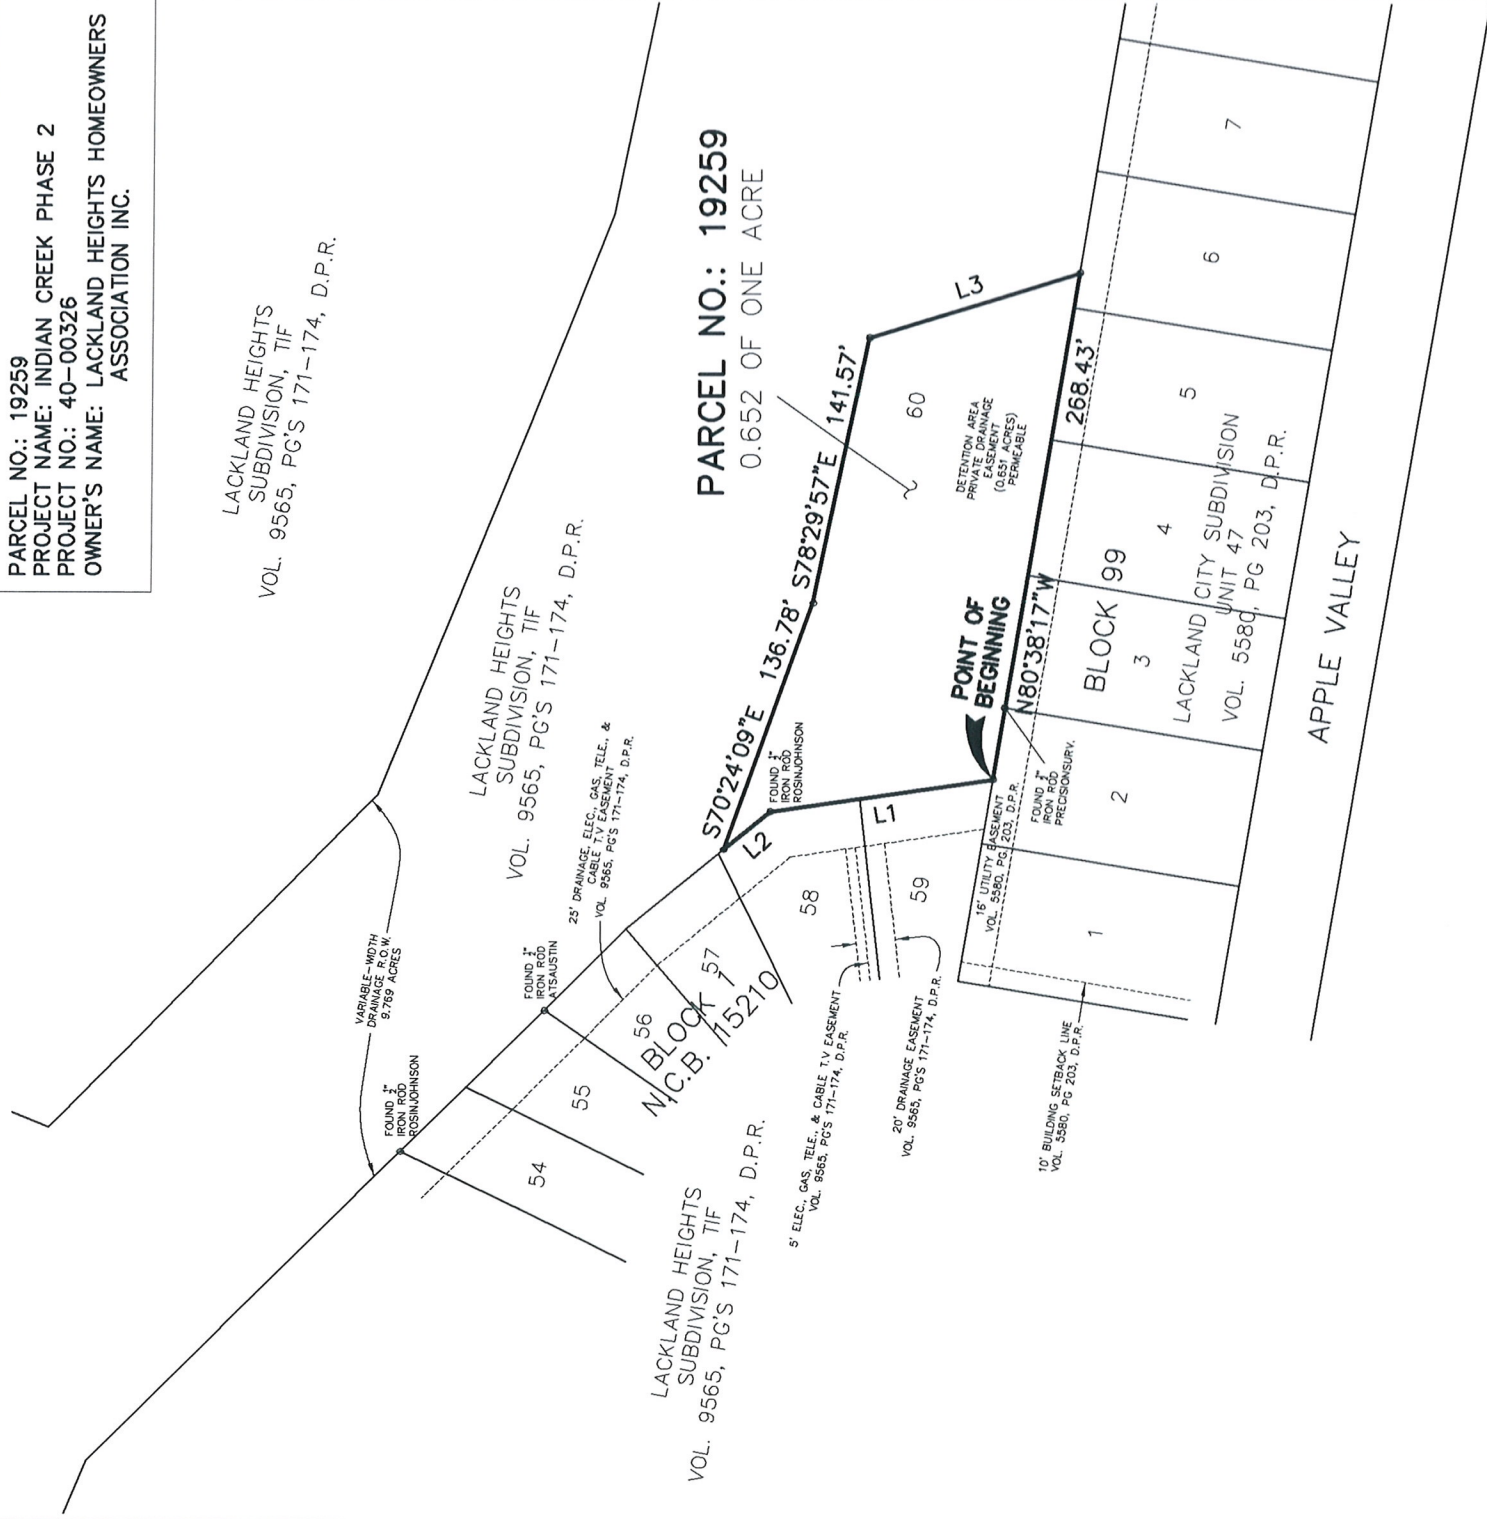 PARCEL NO.: 19259
PROJECT NAME: INDIAN CREEK PHASE 2
PROJECT NO.: 40-00326
OWNER'S NAME: LACKLAND HEIGHTS HOMEOWNERS
ASSOCIATION INC.
LACKLAND HEIGHTS
SUBDIVISION, TIF
VOL. 9565, PG'S 171-174, D.P.R.
VARIABLE-WIDTH
DRAINAGE R.O.W.
9.769 ACRES
FOUND ½"
IRON ROD
ROSINJOHNSON
LACKLAND HEIGHTS
SUBDIVISION, TIF
VOL. 9565, PG'S 171-174, D.P.R.
FOUND ½"
IRON ROD
ATSAUSTIN
25' DRAINAGE, ELEC., GAS, TELE., &
CABLE T.V EASEMENT
VOL. 9565, PG'S 171-174, D.P.R.
54
55
56
57
BLOCK 1
N.C.B. 15210
58
59
LACKLAND HEIGHTS
SUBDIVISION, TIF
VOL. 9565, PG'S 171-174, D.P.R.
PARCEL NO.: 19259
0.652 OF ONE ACRE
S70°24'09"E 136.78'
S78°29'57"E 141.57'
L3
L2
L1
FOUND ½"
IRON ROD
ROSINJOHNSON
60
DETENTION AREA
PRIVATE DRAINAGE
EASEMENT
(0.651 ACRES)
PERMEABLE
POINT OF
BEGINNING
N80°38'17"W
268.43'
5' ELEC., GAS, TELE., & CABLE T.V EASEMENT
VOL. 9565, PG'S 171-174, D.P.R.
20' DRAINAGE EASEMENT
VOL. 9565, PG'S 171-174, D.P.R.
16' UTILITY EASEMENT
VOL. 5580, PG. 203, D.P.R.
FOUND ½"
IRON ROD
PRECISIONSURV.
10' BUILDING SETBACK LINE
VOL. 5580, PG 203, D.P.R.
1
2
3
4
5
6
7
BLOCK 99
LACKLAND CITY SUBDIVISION
UNIT 47
VOL. 5580, PG 203, D.P.R.
APPLE VALLEY